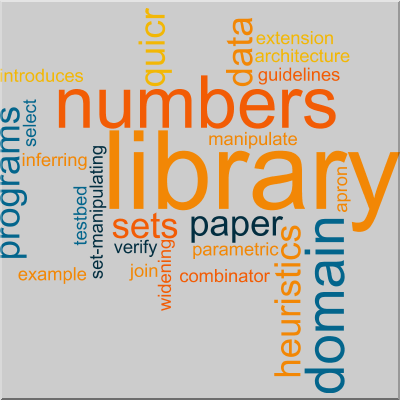 quicr
data
extension
architecture
introduces
guidelines
numbers
select
programs
manipulate
library
inferring
apron
set-manipulating
testbed
sets
paper
domain
verify
parametric
heuristics
widening
join
example
combinator